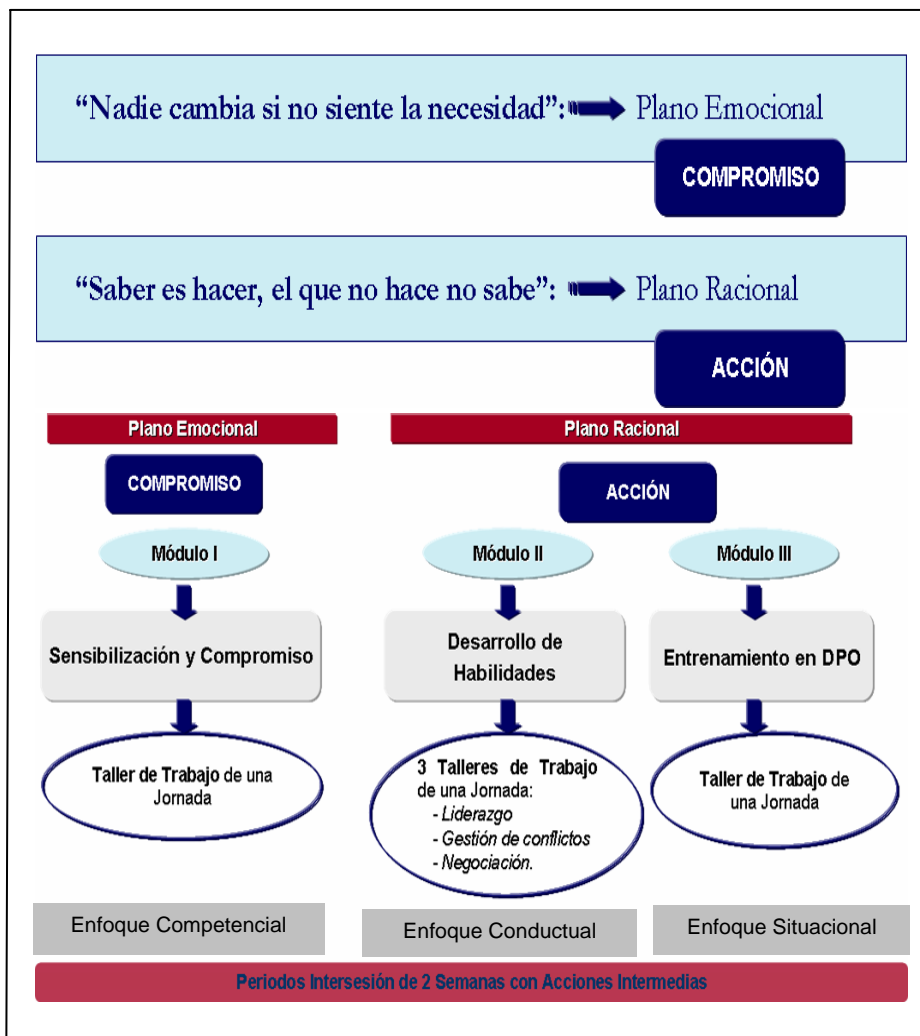 “Nadie cambia si no siente la necesidad”: Plano Emocional
COMPROMISO
“Saber es hacer, el que no hace no sabe”: Plano Racional
ACCIÓN
Plano Emocional
Plano Racional
COMPROMISO
ACCIÓN
Módulo I
Módulo II
Módulo III
Sensibilización y Compromiso
Desarrollo de
Habilidades
Entrenamiento en DPO
Taller de Trabajo de una
Jornada
3 Talleres de Trabajo
de una Jornada:
- Liderazgo
- Gestión de conflictos
- Negociación.
Taller de Trabajo de
una Jornada
Enfoque Competencial
Enfoque Conductual
Enfoque Situacional
Periodos Intersesión de 2 Semanas con Acciones Intermedias